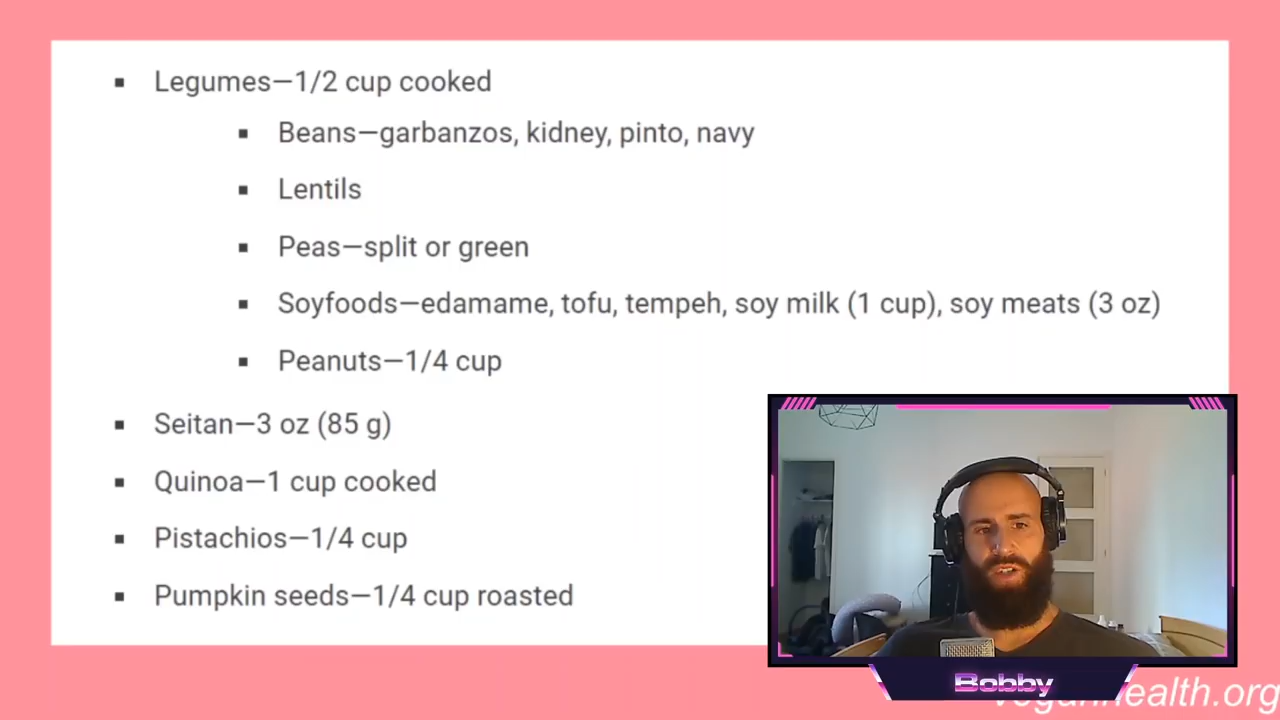 Legumes—1/2 cup cooked
Beans—garbanzos, kidney, pinto, navy
Lentils
Peas—split or green
Soyfoods—edamame, tofu, tempeh, soy milk (1 cup), soy meats (3 oz)
Peanuts—1/4 cup
Seitan—3 oz (85 g)
Quinoa—1 cup cooked
Pistachios—1/4 cup
Pumpkin seeds—1/4 cup roasted
Bobby
veganhealth.org